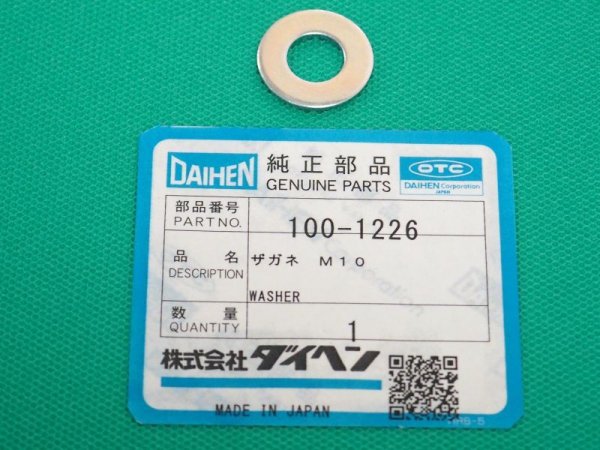 DAIHEN
純正部品
GENUINE PARTS
OTC
DAIHEN Corporation
JAPAN
部品番号
PART NO.
100-1226
品名
DESCRIPTION
ザガネ M10
WASHER
数量
QUANTITY
1
株式会社ダイヘン
MADE IN JAPAN